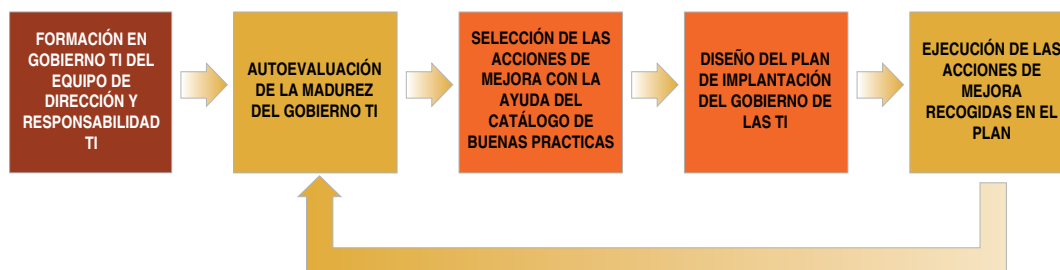 FORMACIÓN EN
GOBIERNO TI DEL
EQUIPO DE
DIRECCIÓN Y
RESPONSABILIDAD
TI
AUTOEVALUACIÓN
DE LA MADUREZ
DEL GOBIERNO TI
SELECCIÓN DE LAS
ACCIONES DE
MEJORA CON LA
AYUDA DEL
CATÁLOGO DE
BUENAS PRACTICAS
DISEÑO DEL PLAN
DE IMPLANTACIÓN
DEL GOBIERNO DE
LAS TI
EJECUCIÓN DE LAS
ACCIONES DE
MEJORA
RECOGIDAS EN EL
PLAN